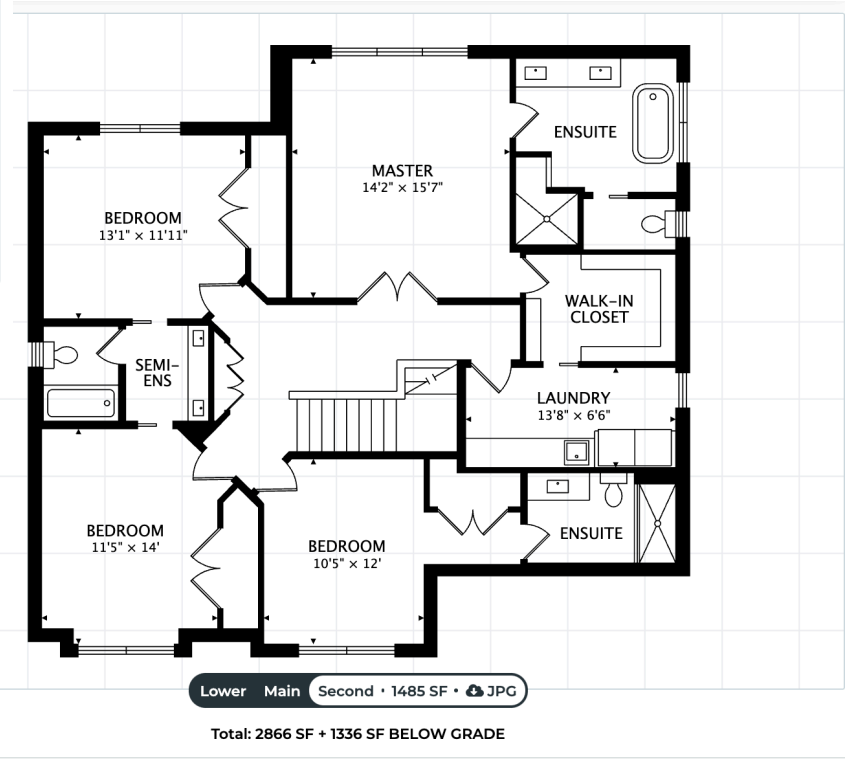 ENSUITE
MASTER
14'2" × 15'7"
BEDROOM
13'1" × 11'11"
WALK-IN
CLOSET
SEMI-
ENS
LAUNDRY
13'8" × 6'6"
BEDROOM
11'5" × 14'
BEDROOM
10'5" × 12'
ENSUITE
Lower Main Second • 1485 SF • JPG
Total: 2866 SF + 1336 SF BELOW GRADE